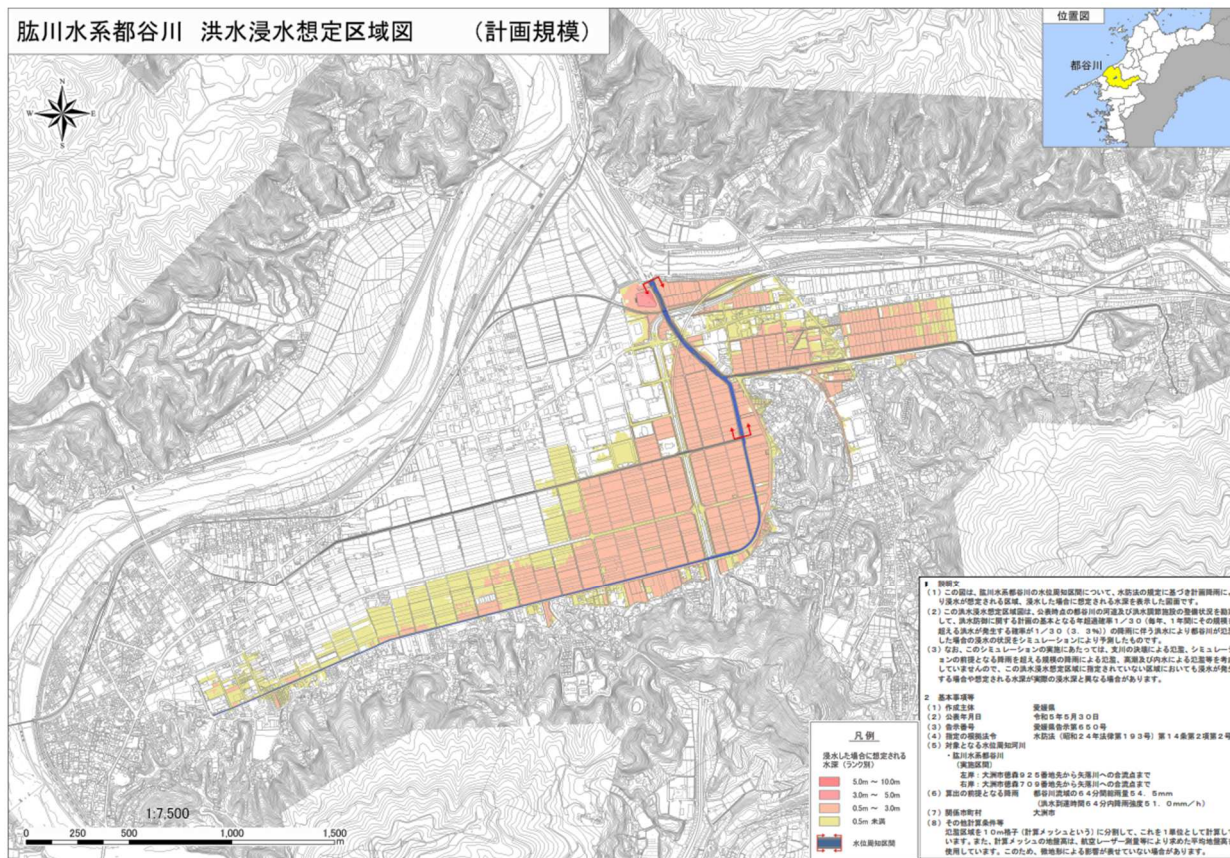 肱川水系都谷川 洪水浸水想定区域図 (計画規模)
位置図
都谷川
N
W E
S
1 説明文
(1) この図は、肱川水系都谷川の水位周知区間について、水防法の規定に基づき計画降雨によ
り浸水が想定される区域、浸水した場合に想定される水深を表示した図面です。
(2) この洪水浸水想定区域図は、公表時点の都谷川の河道及び洪水調節施設の整備状況を勘案
して、洪水防御に関する計画の基本となる年超過確率1/30(毎年、1年間にその規模を
超える洪水が発生する確率が1/30(3.3%))の降雨に伴う洪水により都谷川が氾濫
した場合の浸水の状況をシミュレーションにより予測したものです。
(3) なお、このシミュレーションの実施にあたっては、支川の決壊による氾濫、シミュレーシ
ョンの前提となる降雨を超える規模の降雨による氾濫、高潮及び内水による氾濫等を考慮
していませんので、この洪水浸水想定区域に指定されていない区域においても浸水が発生
する場合や想定される水深が実際の浸水深と異なる場合があります。
2 基本事項等
(1) 作成主体 愛媛県
(2) 公表年月日 令和5年5月30日
(3) 告示番号 愛媛県告示第650号
(4) 指定の根拠法令 水防法(昭和24年法律第193号)第14条第2項第2号
(5) 対象となる水位周知河川
・肱川水系都谷川
(実施区間)
左岸:大洲市徳森925番地先から矢落川への合流点まで
右岸:大洲市徳森709番地先から矢落川への合流点まで
(6) 算出の前提となる降雨 都谷川流域の64分間総雨量54.5mm
(洪水到達時間64分内降雨強度51.0mm/h)
(7) 関係市町村 大洲市
(8) その他計算条件等
氾濫区域を10m格子(計算メッシュという)に分割して、これを1単位として計算して
います。また、計算メッシュの地盤高は、航空レーザー測量等により求めた平均地盤高を
使用しています。このため、微地形による影響が表せていない場合があります。
凡例
浸水した場合に想定される
水深(ランク別)
5.0m ~ 10.0m
3.0m ~ 5.0m
0.5m ~ 3.0m
0.5m 未満
水位周知区間
1:7,500
0 250 500 1,000 1,500
m